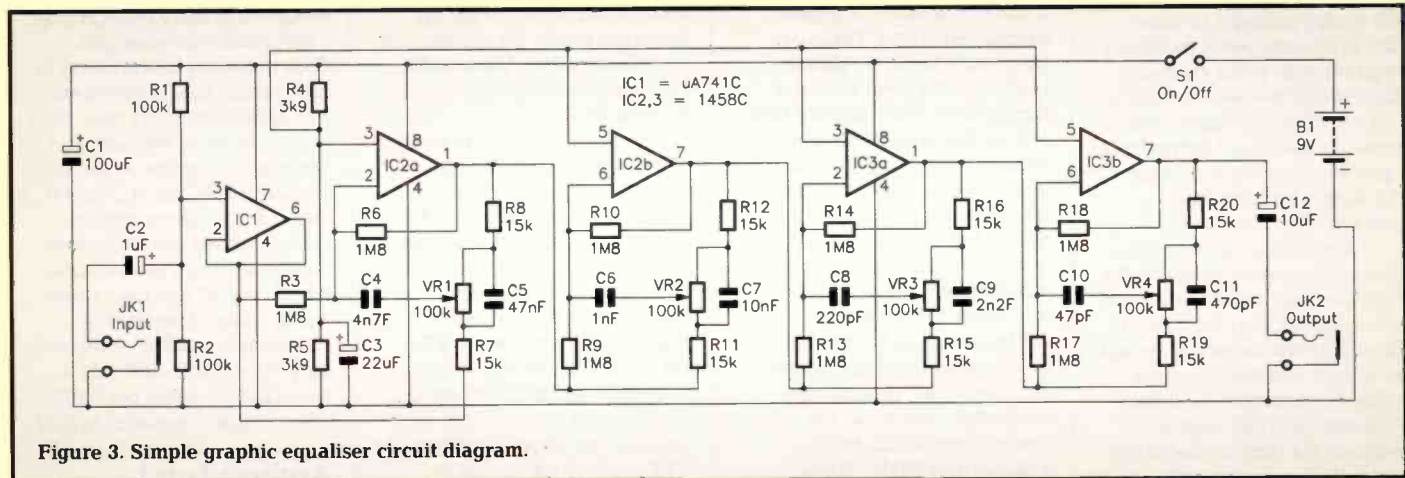 R1
100k
R4
3k9
IC1 = uA741C
IC2,3 = 1458C
S1
On/Off
+
B1
9V
-
+
C1
100uF
3
8
IC2a
1
2
4
5
IC2b
7
6
3
8
IC3a
1
2
4
5
IC3b
7
6
3
7
IC1
6
2
4
C2
1uF
+
JK1
Input
R2
100k
R6
1M8
R3
1M8
C4
4n7F
R5
3k9
+
C3
22uF
R8
15k
VR1
100k
C5
47nF
R7
15k
R10
1M8
C6
1nF
R9
1M8
R12
15k
VR2
100k
C7
10nF
R11
15k
R14
1M8
C8
220pF
R13
1M8
R16
15k
VR3
100k
C9
2n2F
R15
15k
R18
1M8
C10
47pF
R17
1M8
R20
15k
VR4
100k
C11
470pF
R19
15k
+
C12
10uF
JK2
Output
Figure 3. Simple graphic equaliser circuit diagram.